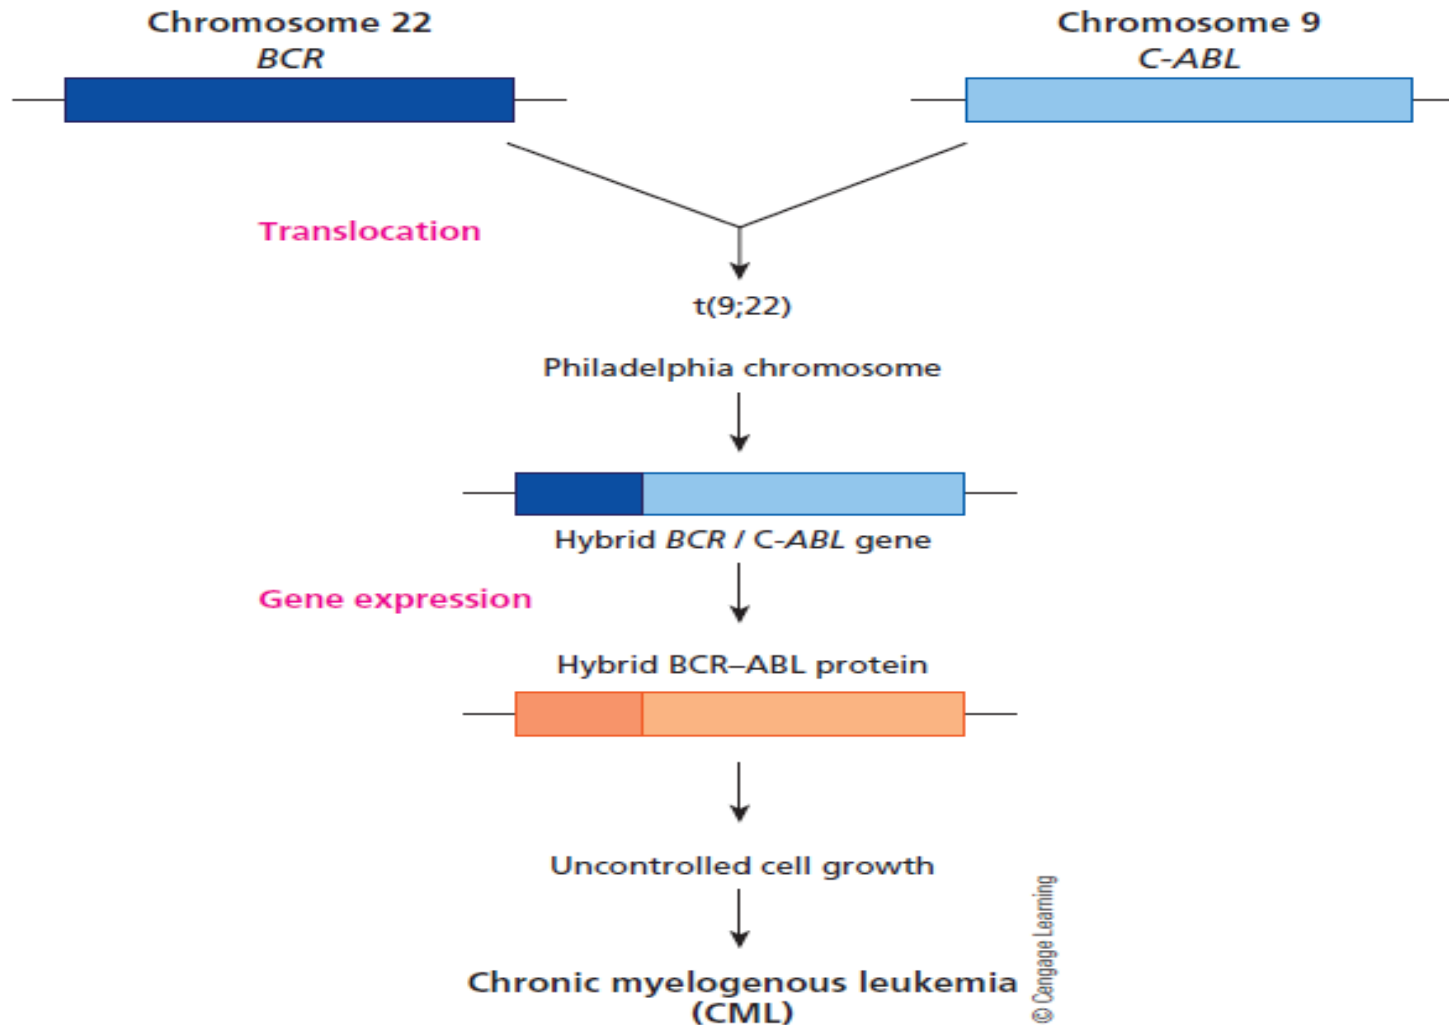 Chromosome 22
BCR
Chromosome 9
C-ABL
Translocation
t(9;22)
Philadelphia chromosome
Hybrid BCR / C-ABL gene
Gene expression
Hybrid BCR–ABL protein
Uncontrolled cell growth
Chronic myelogenous leukemia
(CML)
© Cengage Learning